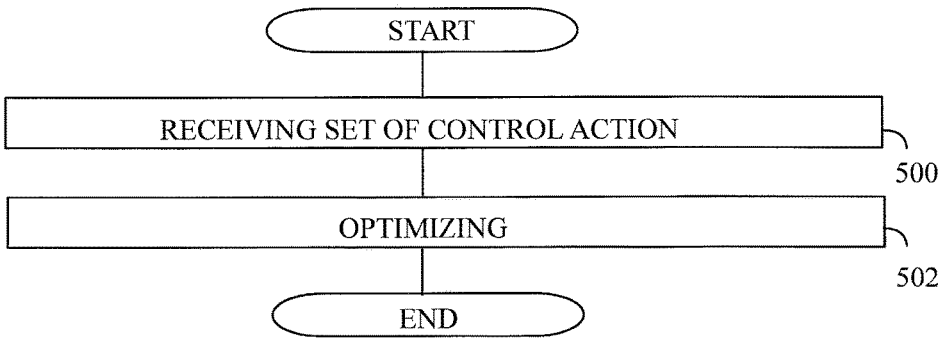 START
RECEIVING SET OF CONTROL ACTION
500
OPTIMIZING
502
END